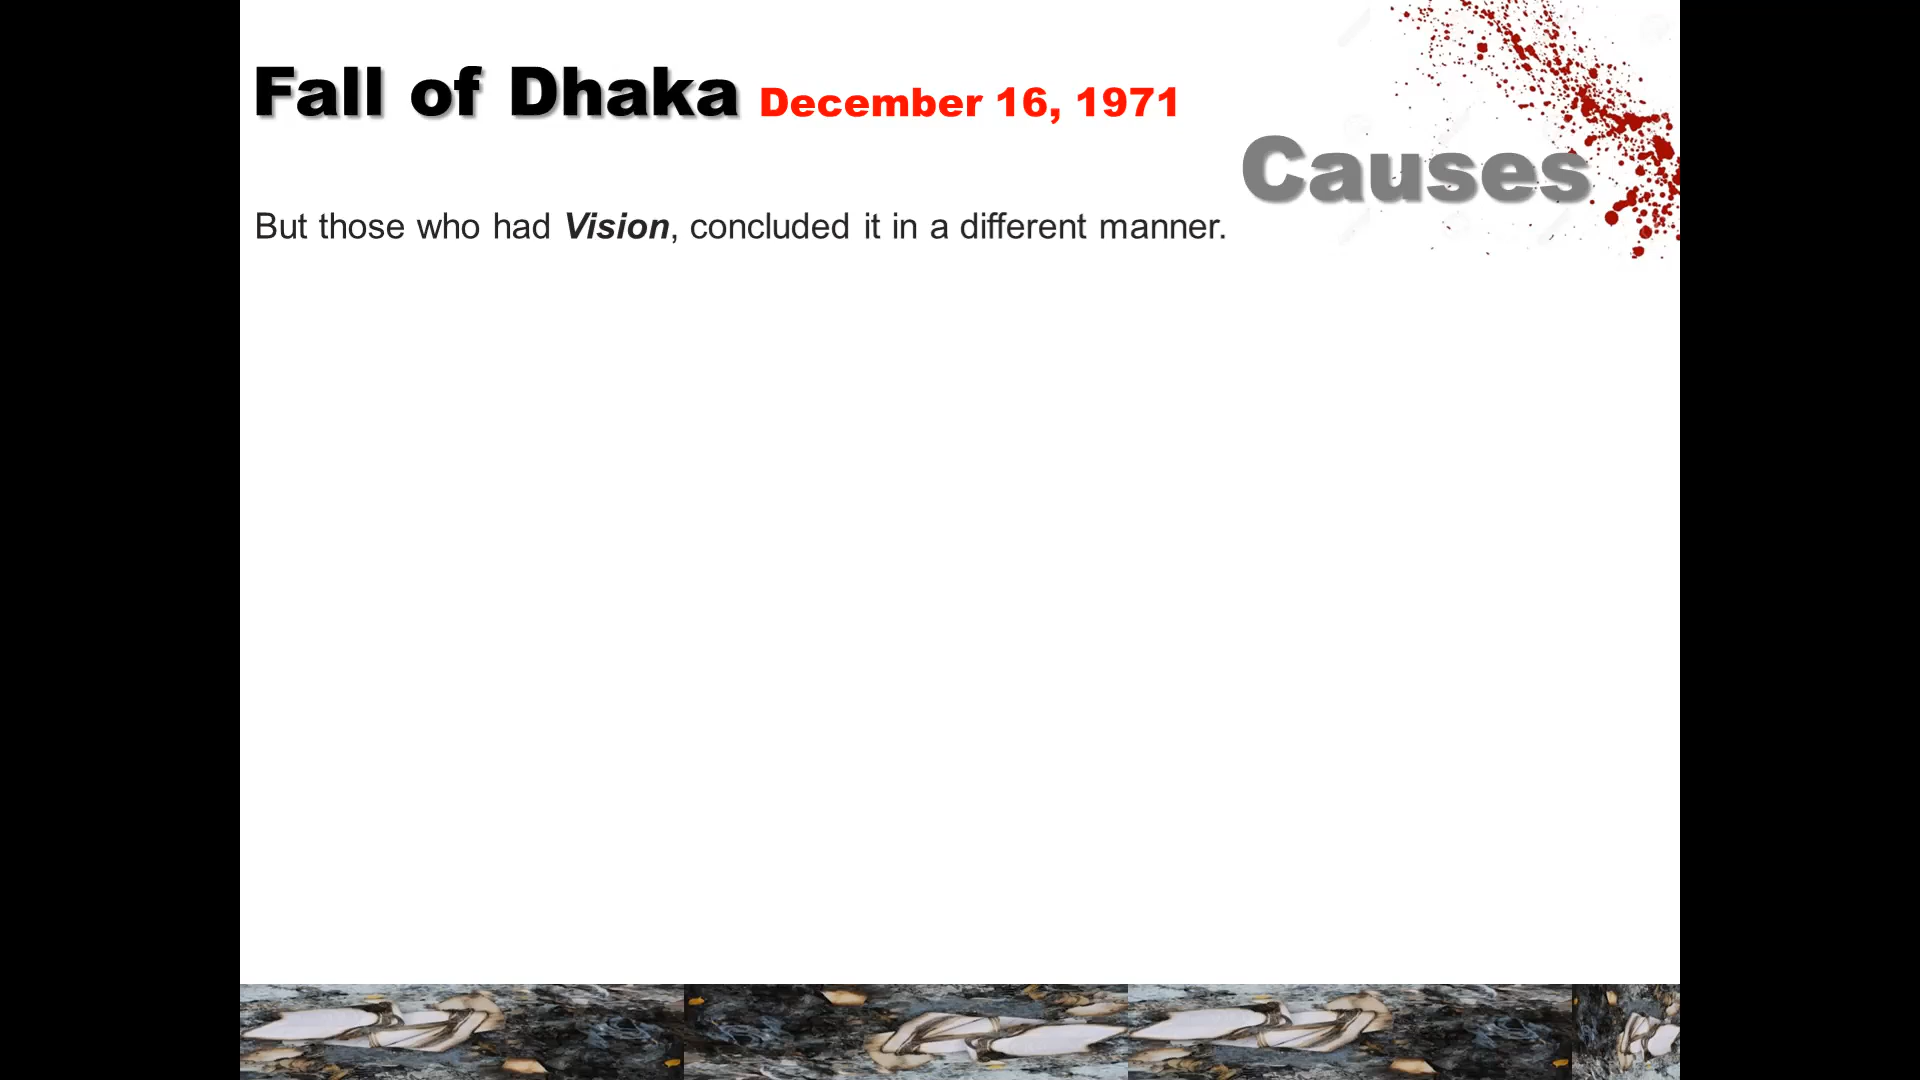 Fall of Dhaka December 16, 1971
Causes
But those who had Vision, concluded it in a different manner.